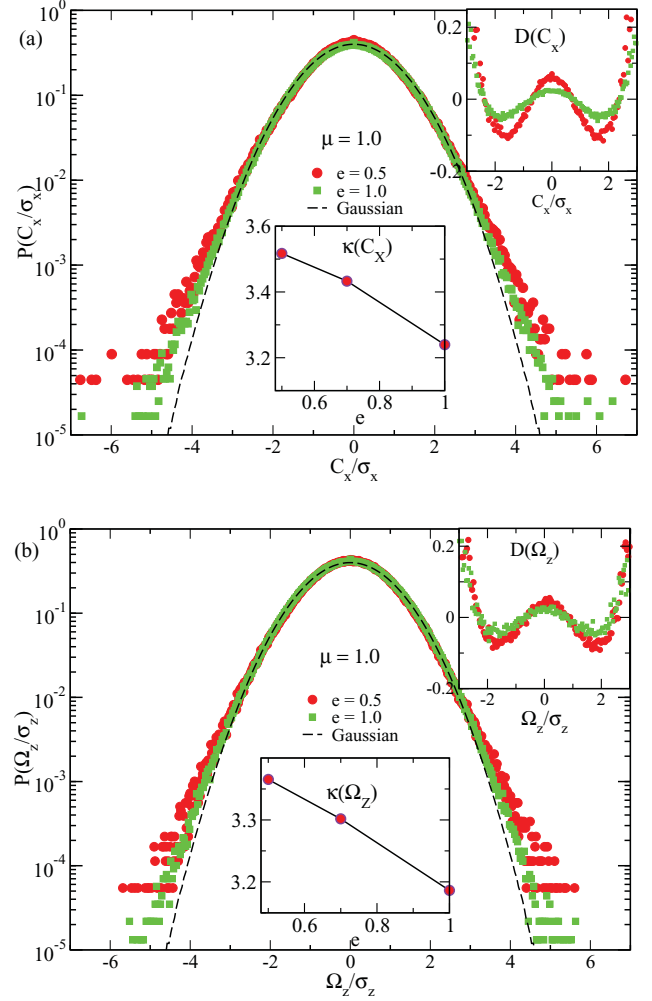 (a)
P(C_x/σ_x)
10^0
10^-1
10^-2
10^-3
10^-4
10^-5
-6 -4 -2 0 2 4 6
C_x/σ_x
μ = 1.0
e = 0.5
e = 1.0
Gaussian
D(C_x)
0.2
0
-0.2
-2 0 2
C_x/σ_x
κ(C_X)
3.6
3.4
3.2
0.6 0.8 1
e
(b)
P(Ω_z/σ_z)
10^0
10^-1
10^-2
10^-3
10^-4
10^-5
-6 -4 -2 0 2 4 6
Ω_z/σ_z
μ = 1.0
e = 0.5
e = 1.0
Gaussian
D(Ω_z)
0.2
0
-0.2
-2 0 2
Ω_z/σ_z
κ(Ω_Z)
3.3
3.2
0.6 0.8 1
e